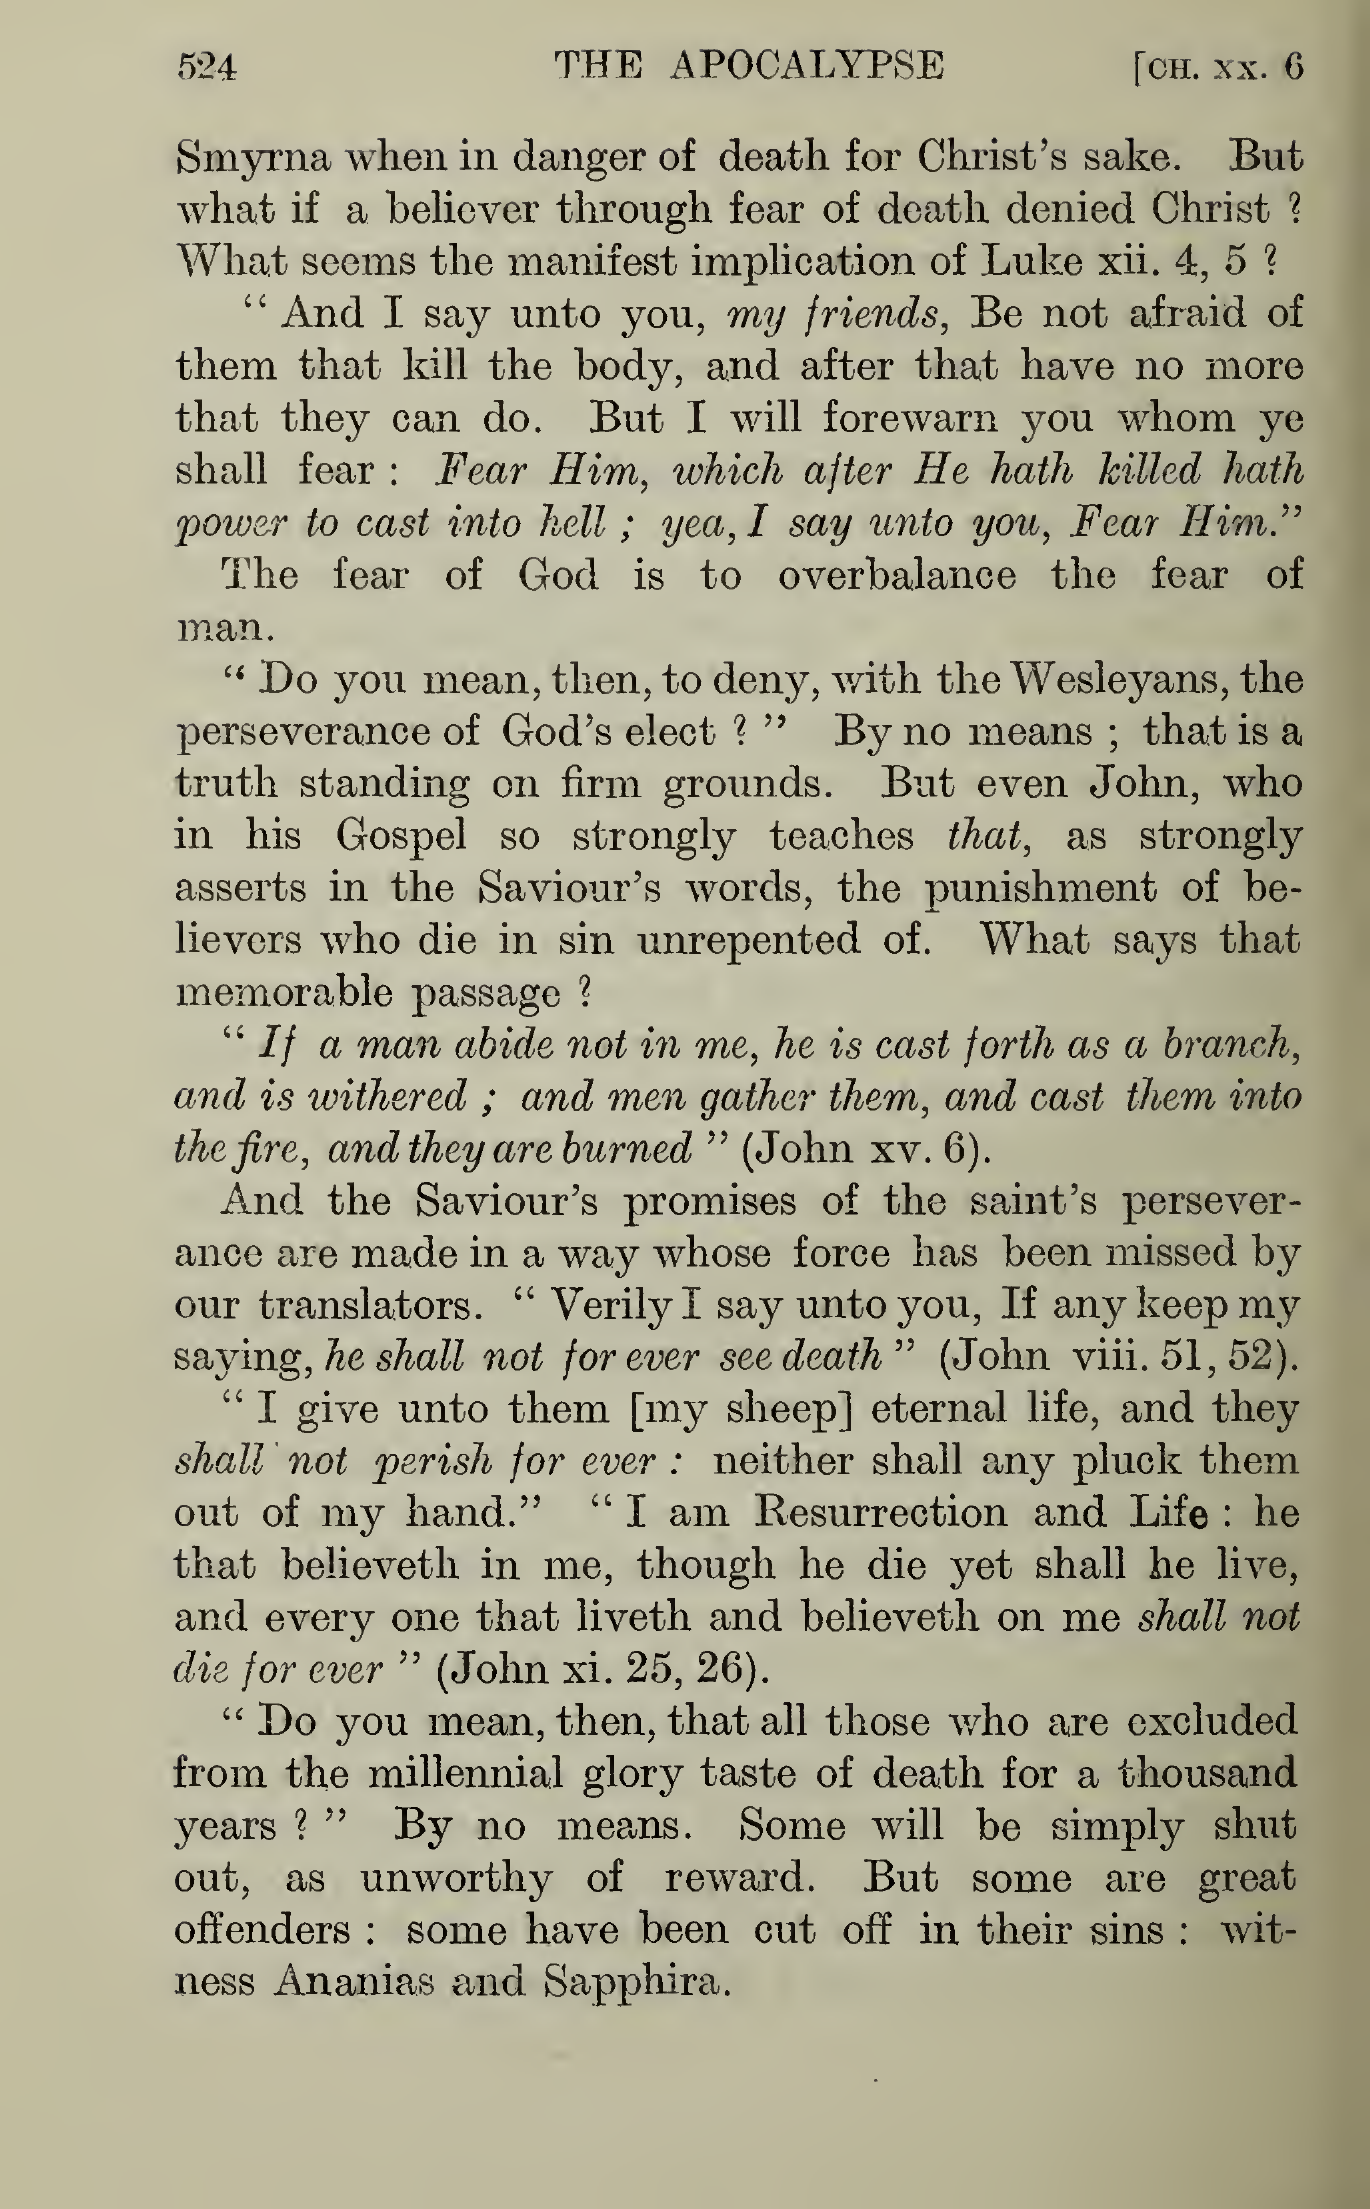 524 THE APOCALYPSE [CH. XX. 6
Smyrna when in danger of death for Christ's sake. But
what if a believer through fear of death denied Christ ?
What seems the manifest implication of Luke xii. 4, 5 ?
“ And I say unto you, my friends, Be not afraid of
them that kill the body, and after that have no more
that they can do. But I will forewarn you whom ye
shall fear : Fear Him, which after He hath killed hath
power to cast into hell ; yea, I say unto you, Fear Him.”
The fear of God is to overbalance the fear of
man.
“ Do you mean, then, to deny, with the Wesleyans, the
perseverance of God's elect ? ” By no means ; that is a
truth standing on firm grounds. But even John, who
in his Gospel so strongly teaches that, as strongly
asserts in the Saviour's words, the punishment of be-
lievers who die in sin unrepented of. What says that
memorable passage ?
“ If a man abide not in me, he is cast forth as a branch,
and is withered ; and men gather them, and cast them into
the fire, and they are burned ” (John xv. 6).
And the Saviour's promises of the saint's persever-
ance are made in a way whose force has been missed by
our translators. “ Verily I say unto you, If any keep my
saying, he shall not for ever see death ” (John viii. 51, 52).
“ I give unto them [my sheep] eternal life, and they
shall not perish for ever : neither shall any pluck them
out of my hand.” “ I am Resurrection and Life : he
that believeth in me, though he die yet shall he live,
and every one that liveth and believeth on me shall not
die for ever ” (John xi. 25, 26).
“ Do you mean, then, that all those who are excluded
from the millennial glory taste of death for a thousand
years ? ” By no means. Some will be simply shut
out, as unworthy of reward. But some are great
offenders : some have been cut off in their sins : wit-
ness Ananias and Sapphira.